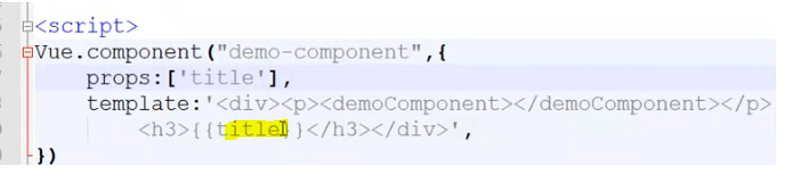 <script>
Vue.component("demo-component",{
props:['title'],
template:'<div><p><demoComponent></demoComponent></p>
<h3>{{title}}</h3></div>',
})